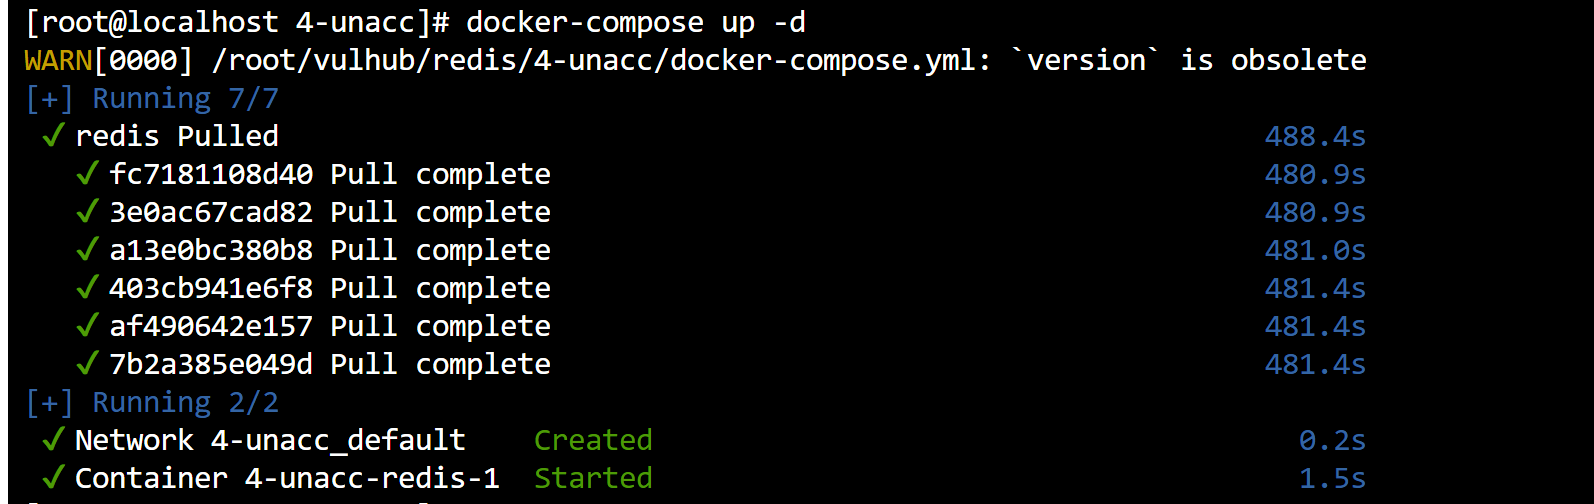 [root@localhost 4-unacc]# docker-compose up -d
WARN[0000] /root/vulhub/redis/4-unacc/docker-compose.yml: `version` is obsolete
[+] Running 7/7
✓ redis Pulled 488.4s
✓ fc7181108d40 Pull complete 480.9s
✓ 3e0ac67cad82 Pull complete 480.9s
✓ a13e0bc380b8 Pull complete 481.0s
✓ 403cb941e6f8 Pull complete 481.4s
✓ af490642e157 Pull complete 481.4s
✓ 7b2a385e049d Pull complete 481.4s
[+] Running 2/2
✓ Network 4-unacc_default Created 0.2s
✓ Container 4-unacc-redis-1 Started 1.5s